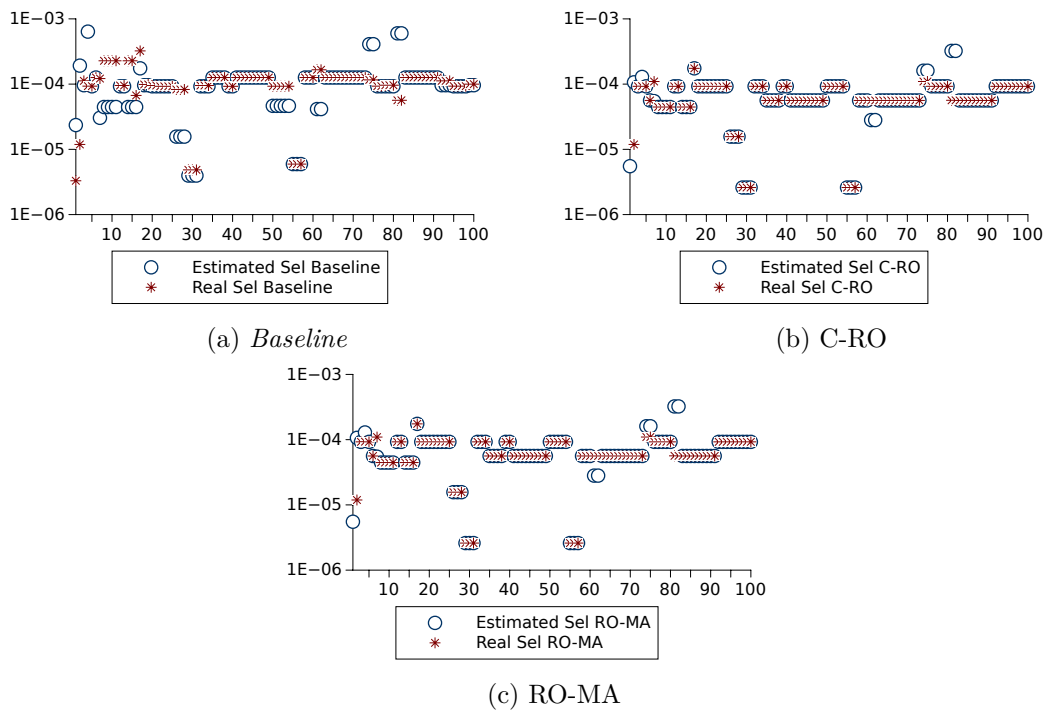 1E−03
1E−04
1E−05
1E−06
10 20 30 40 50 60 70 80 90 100
Estimated Sel Baseline
Real Sel Baseline
(a) Baseline
1E−03
1E−04
1E−05
1E−06
10 20 30 40 50 60 70 80 90 100
Estimated Sel C-RO
Real Sel C-RO
(b) C-RO
1E−03
1E−04
1E−05
1E−06
10 20 30 40 50 60 70 80 90 100
Estimated Sel RO-MA
Real Sel RO-MA
(c) RO-MA